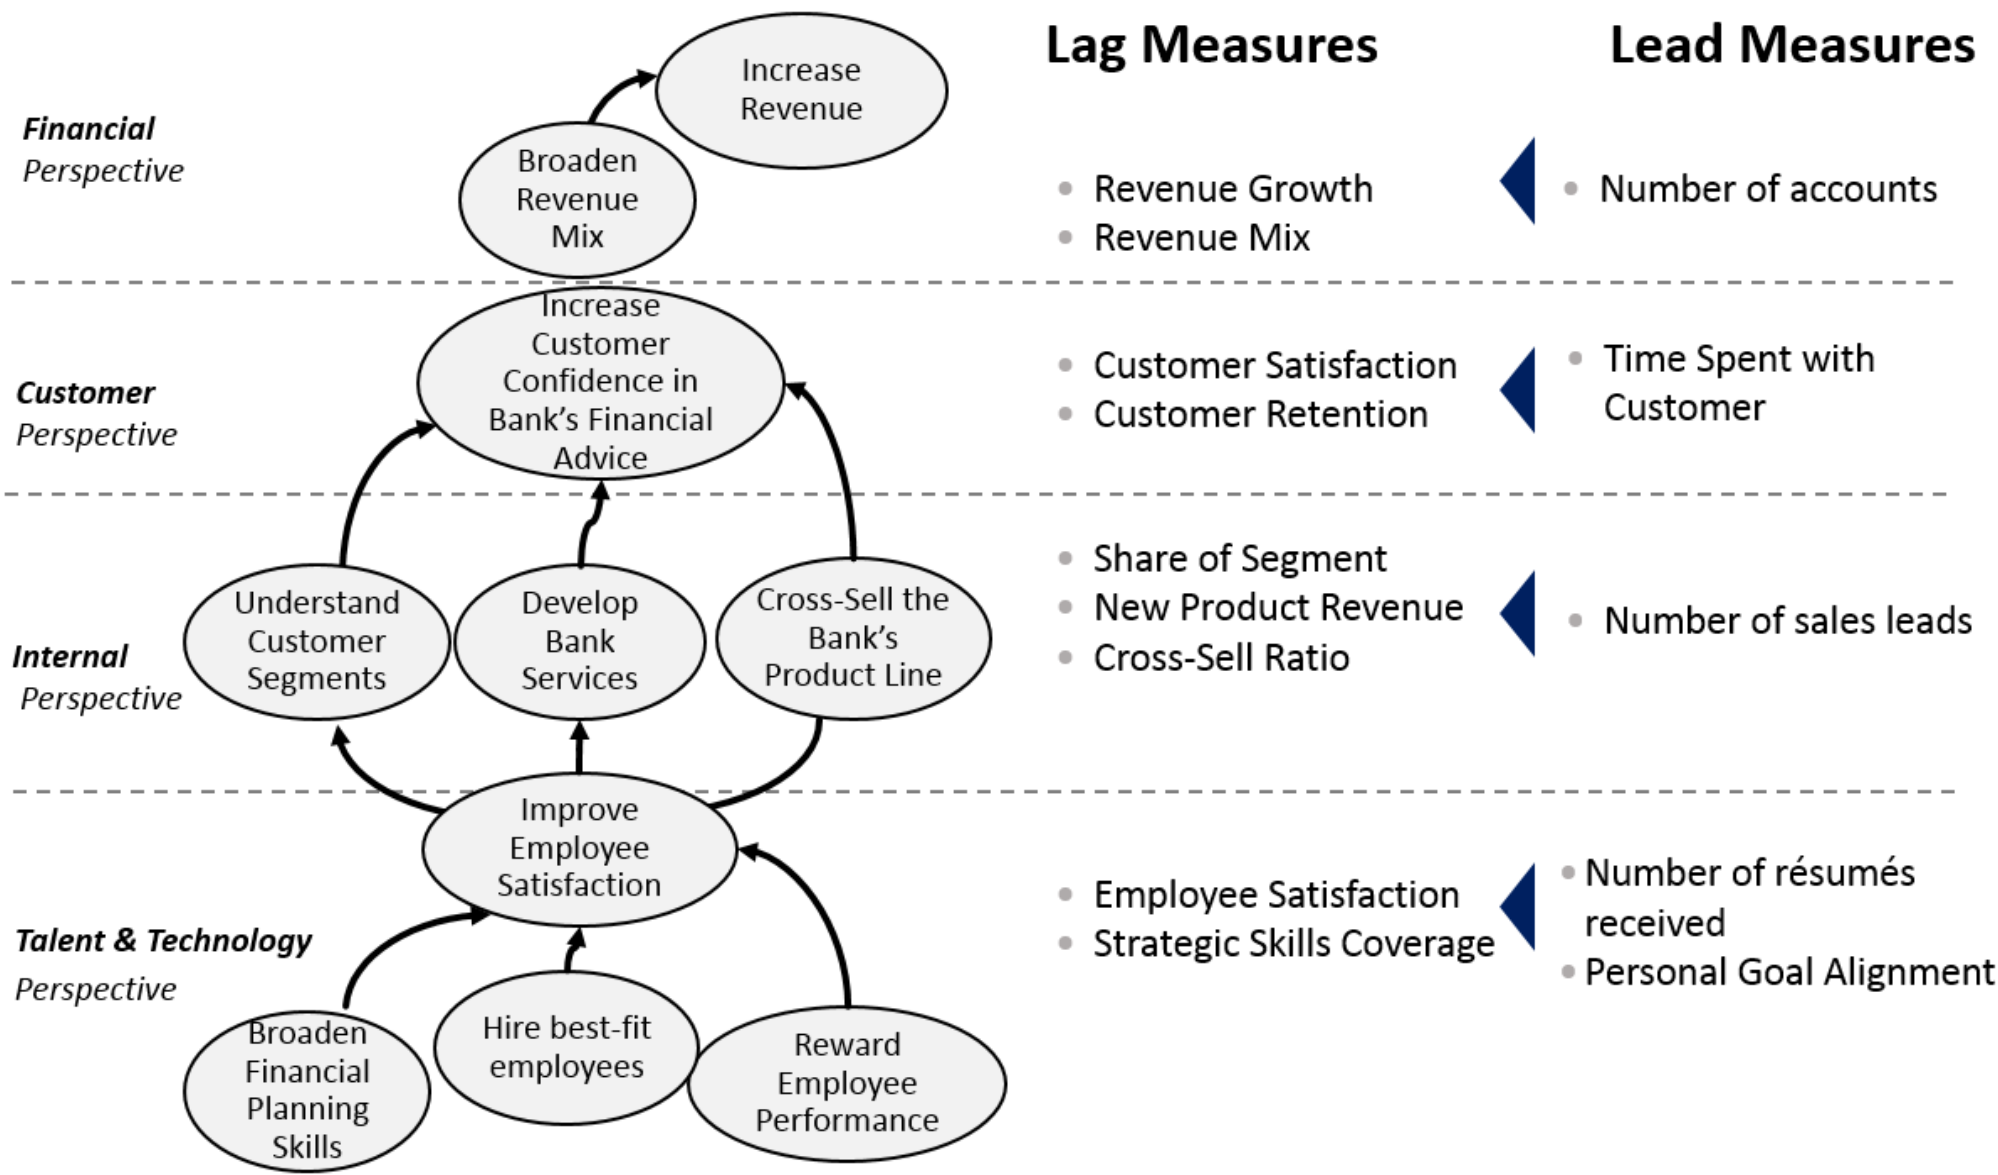 Lag Measures
Lead Measures
Financial
Perspective
Increase
Revenue
Broaden
Revenue
Mix
• Revenue Growth
• Revenue Mix
• Number of accounts
Customer
Perspective
Increase
Customer
Confidence in
Bank's Financial
Advice
• Customer Satisfaction
• Customer Retention
• Time Spent with
Customer
Internal
Perspective
Understand
Customer
Segments
Develop
Bank
Services
Cross-Sell the
Bank's
Product Line
• Share of Segment
• New Product Revenue
• Cross-Sell Ratio
• Number of sales leads
Talent & Technology
Perspective
Improve
Employee
Satisfaction
Broaden
Financial
Planning
Skills
Hire best-fit
employees
Reward
Employee
Performance
• Employee Satisfaction
• Strategic Skills Coverage
• Number of résumés
received
• Personal Goal Alignment